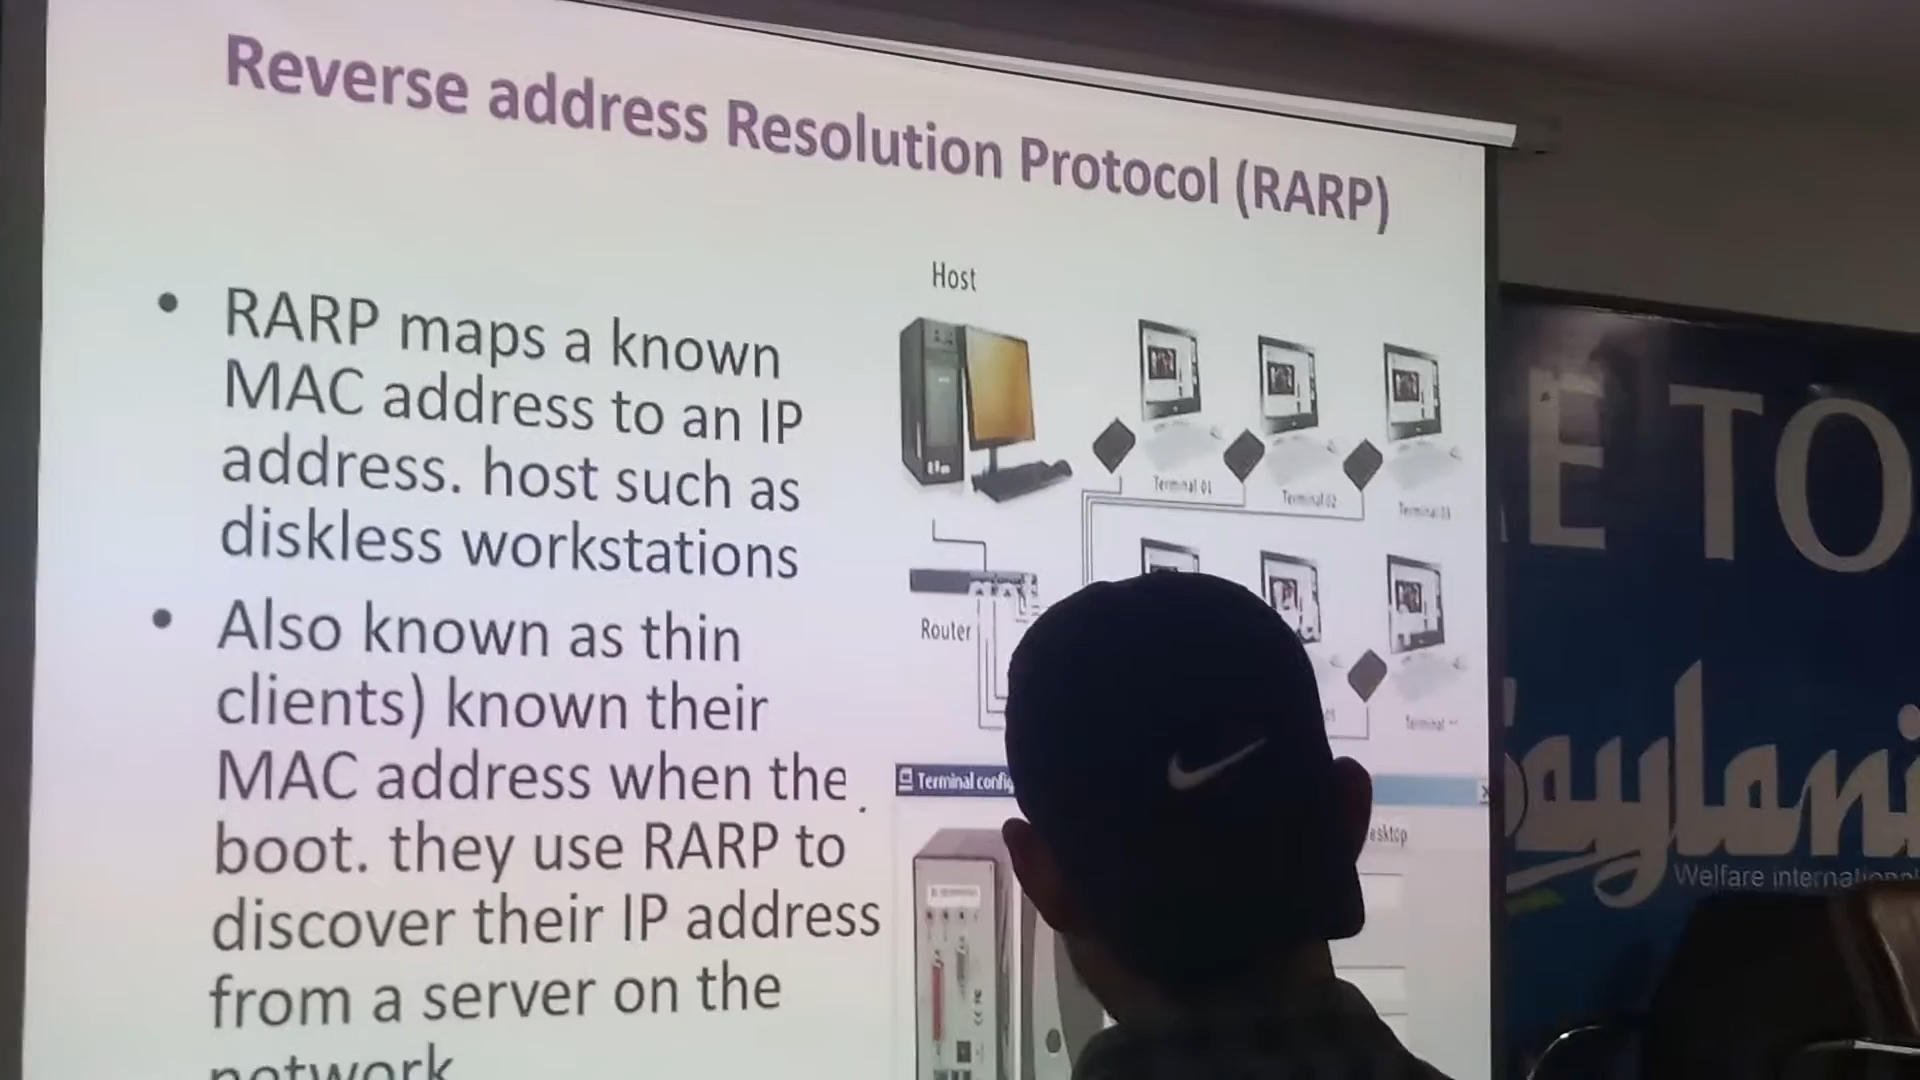 Reverse address Resolution Protocol (RARP)
• RARP maps a known
MAC address to an IP
address. host such as
diskless workstations
• Also known as thin
clients) known their
MAC address when the
boot. they use RARP to
discover their IP address
from a server on the
network
Host
Terminal 01
Terminal 02
Terminal 03
Router
Terminal
Terminal config
esktop
E TO
Saylani
Welfare international